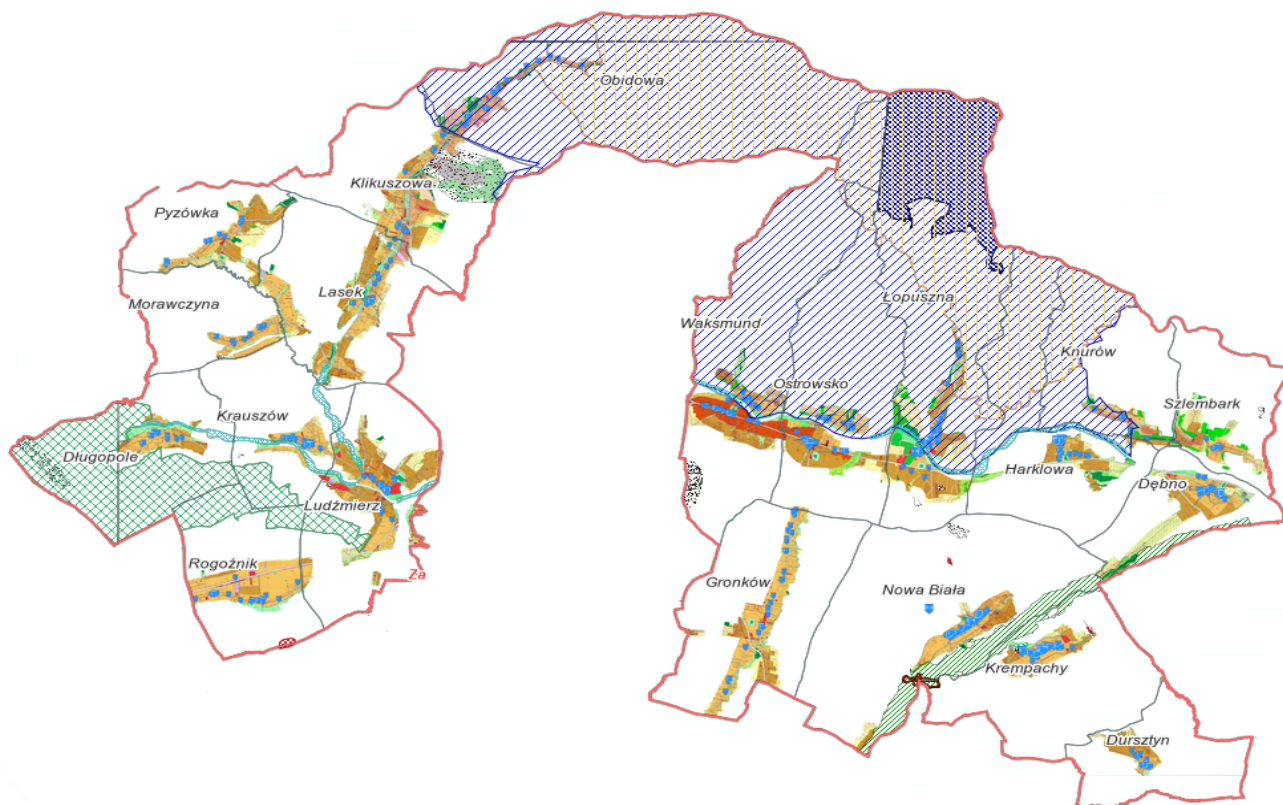 Obidowa
Klikuszowa
Pyzówka
Lasek
Morawczyna
Łopuszna
Waksmund
Knurów
Ostrowsko
Szlembark
Krauszów
Długopole
Harklowa
Dębno
Ludźmierz
Rogoźnik
Za
Gronków
Nowa Biała
Krempachy
Dursztyn